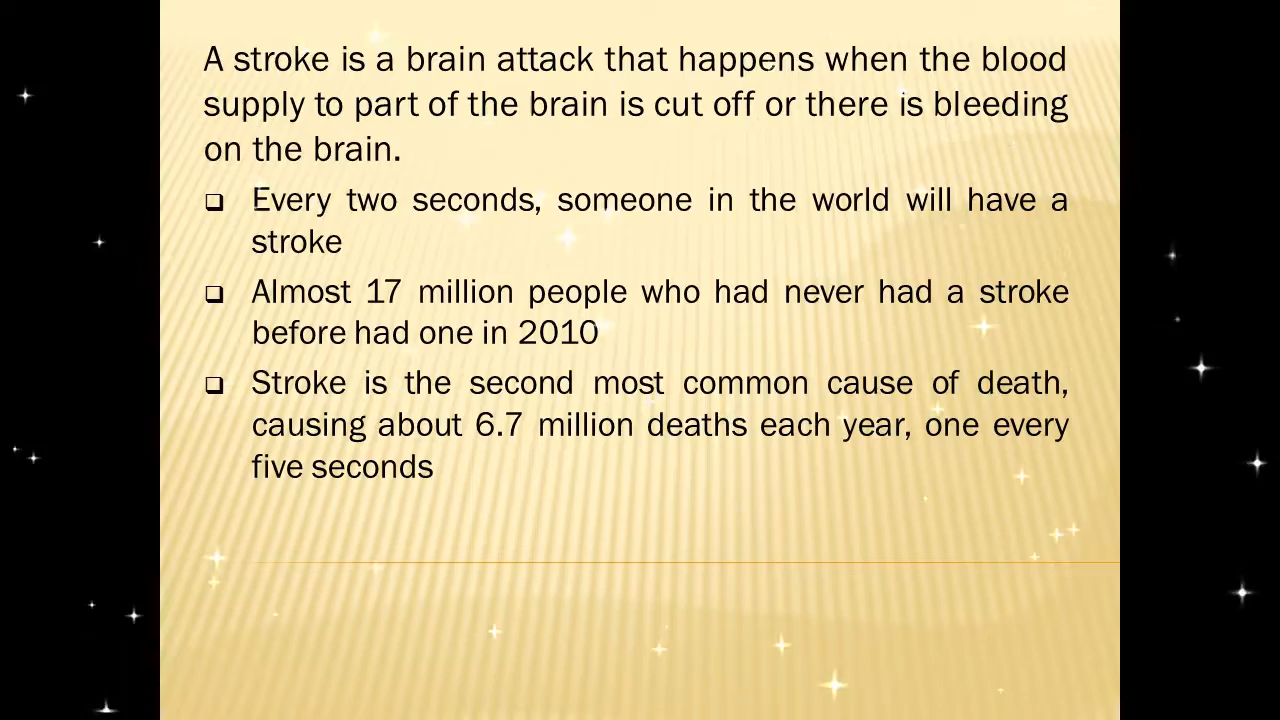 A stroke is a brain attack that happens when the blood
supply to part of the brain is cut off or there is bleeding
on the brain.
❑ Every two seconds, someone in the world will have a
stroke
❑ Almost 17 million people who had never had a stroke
before had one in 2010
❑ Stroke is the second most common cause of death,
causing about 6.7 million deaths each year, one every
five seconds